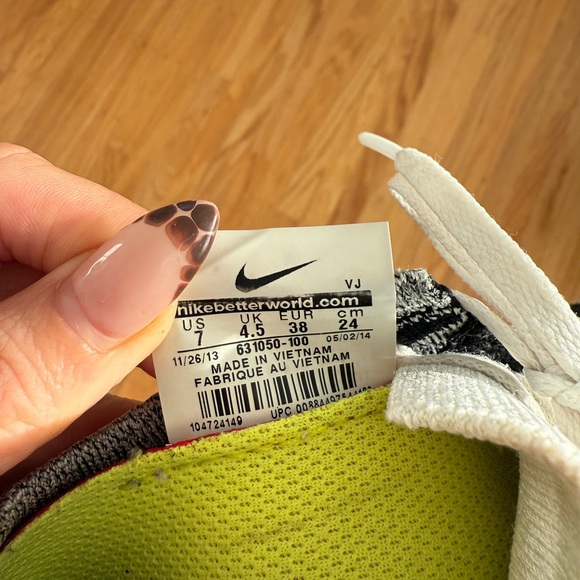 VJ
nikebetterworld.com
US UK EUR cm
7 4.5 38 24
11/26/13 631050-100 05/02/14
MADE IN VIETNAM
FABRIQUE AU VIETNAM
104724149 UPC